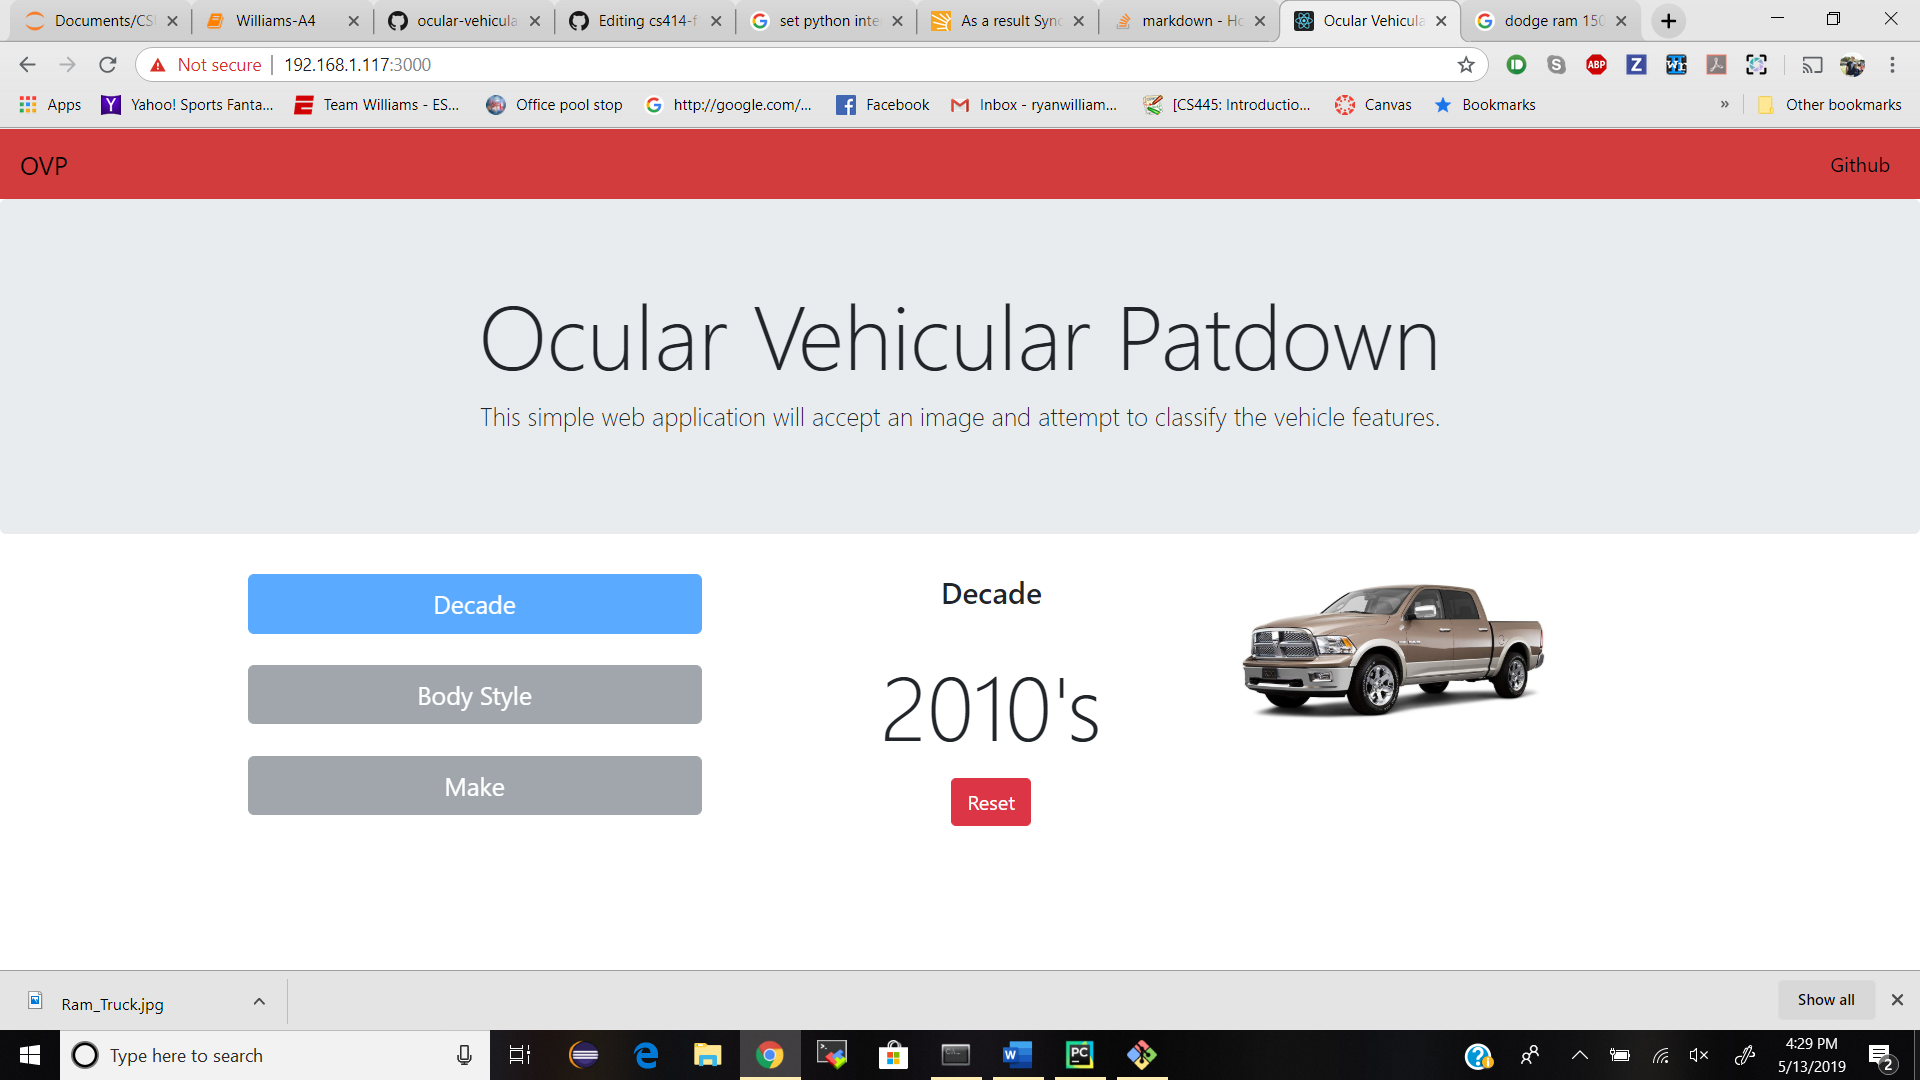 Documents/CS
Williams-A4
ocular-vehicula
Editing cs414-f
set python inte
As a result Sync
markdown - Ho
Ocular Vehicula
dodge ram 150
Not secure
192.168.1.117:3000
Apps
Yahoo! Sports Fanta...
Team Williams - ES...
Office pool stop
http://google.com/...
Facebook
Inbox - ryanwilliam...
[CS445: Introductio...
Canvas
Bookmarks
»
Other bookmarks
OVP
Github
Ocular Vehicular Patdown
This simple web application will accept an image and attempt to classify the vehicle features.
Decade
Body Style
Make
Decade
2010's
Reset
Ram_Truck.jpg
Show all
Type here to search
4:29 PM
5/13/2019
2